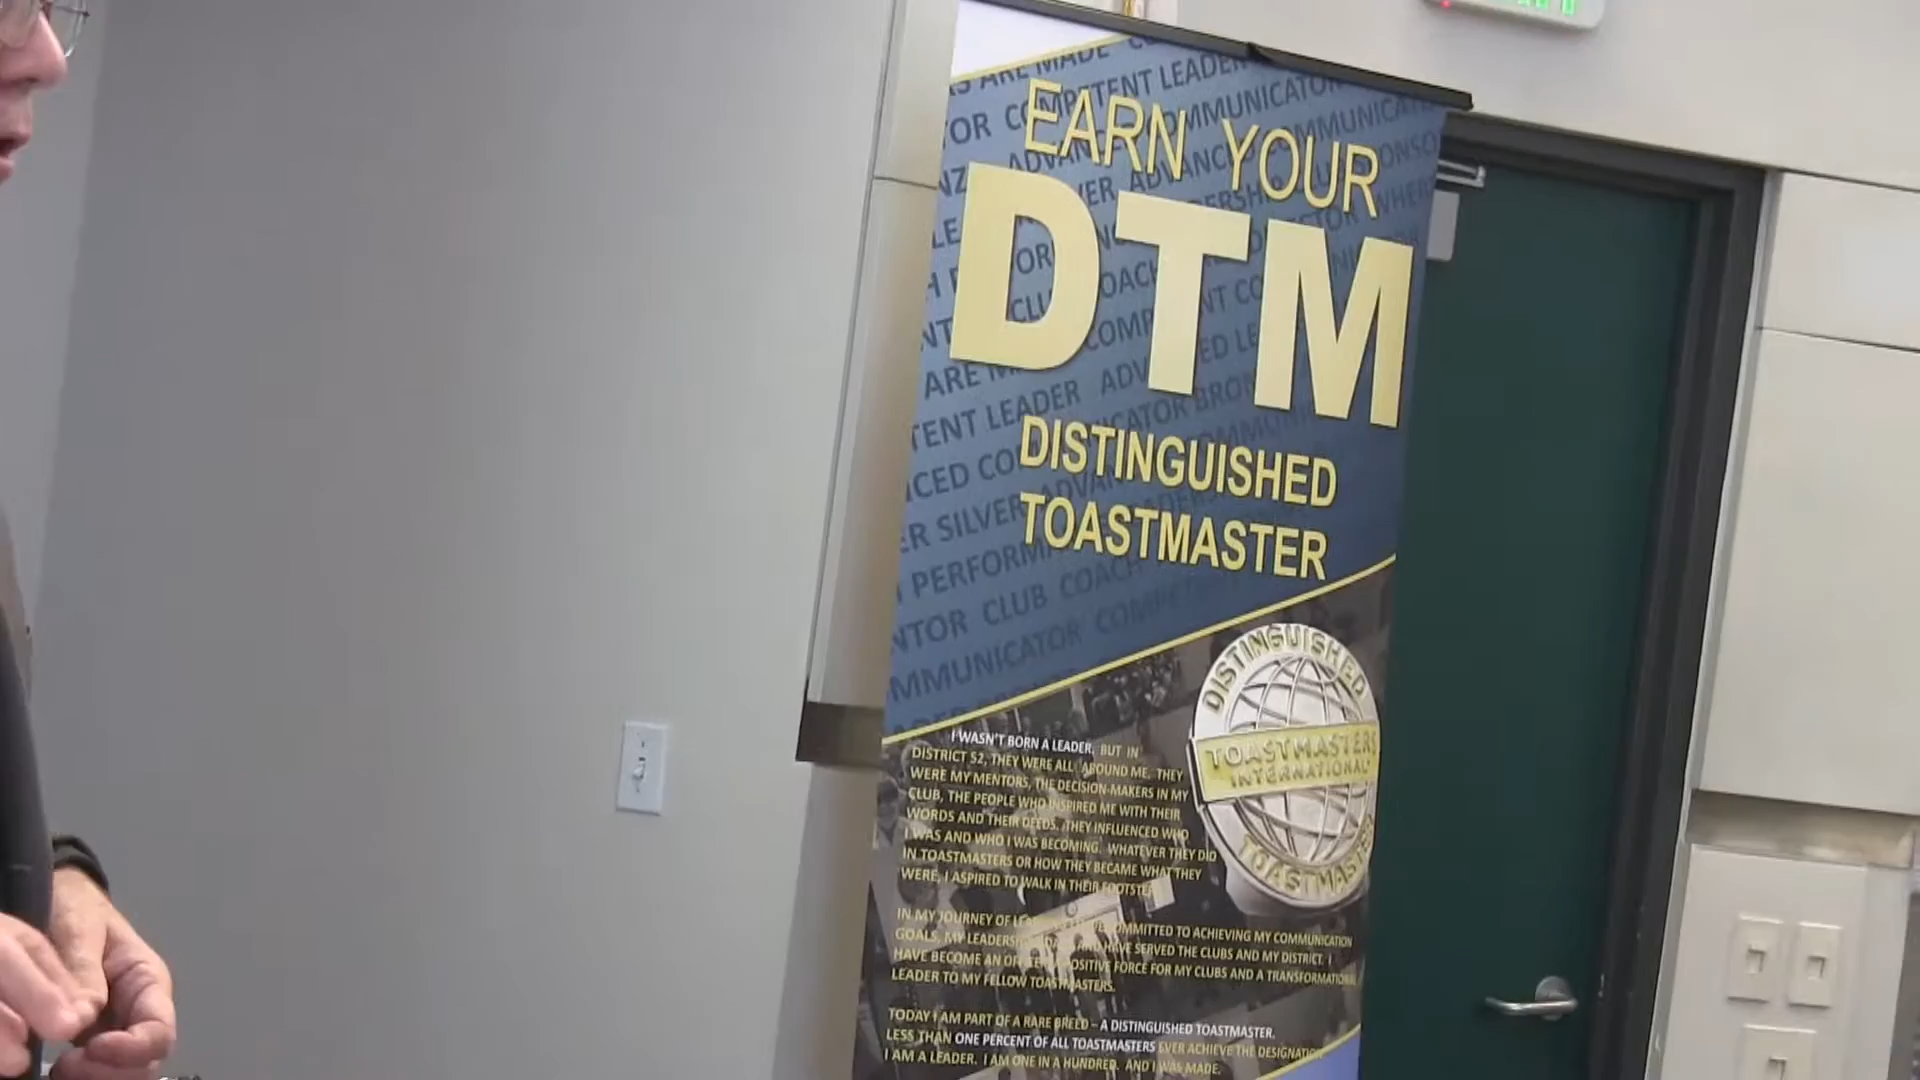 EARN YOUR
DTM
DISTINGUISHED
TOASTMASTER
DISTINGUISHED
TOASTMASTERS
INTERNATIONAL
TOASTMASTER
I WASN'T BORN A LEADER, BUT IN
DISTRICT 52, THEY WERE ALL AROUND ME. THEY
WERE MY MENTORS, THE DECISION-MAKERS IN MY
CLUB, THE PEOPLE WHO INSPIRED ME WITH THEIR
WORDS AND THEIR DEEDS. THEY INFLUENCED WHO
I WAS AND WHO I WAS BECOMING. WHATEVER THEY DID
IN TOASTMASTERS OR HOW THEY BECAME WHAT THEY
WERE, I ASPIRED TO WALK IN THEIR
IN MY JOURNEY OF COMMITTED TO ACHIEVING MY COMMUNICATION
GOALS, MY AND HAVE SERVED THE CLUBS AND MY DISTRICT. I
HAVE BECOME AN POSITIVE FORCE FOR MY CLUBS AND A TRANSFORMATIONAL
LEADER TO MY FELLOW TOASTMASTERS.
TODAY I AM PART OF A RARE BREED – A DISTINGUISHED TOASTMASTER.
LESS THAN ONE PERCENT OF ALL TOASTMASTERS EVER ACHIEVE THE DESIGNATION
I AM A LEADER. I AM ONE IN A HUNDRED. AND I WAS MADE.